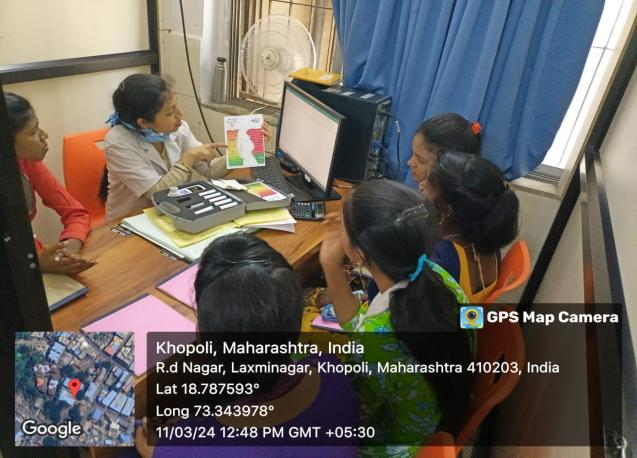 GPS Map Camera
Khopoli, Maharashtra, India
R.d Nagar, Laxminagar, Khopoli, Maharashtra 410203, India
Lat 18.787593°
Long 73.343978°
11/03/24 12:48 PM GMT +05:30
Google